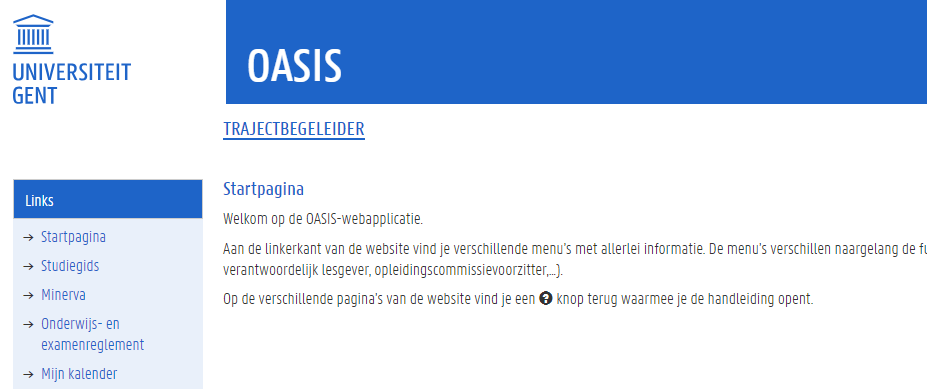 UNIVERSITEIT
GENT
OASIS
TRAJECTBEGELEIDER
Links
→ Startpagina
→ Studiegids
→ Minerva
→ Onderwijs- en
examenreglement
→ Mijn kalender
Startpagina
Welkom op de OASIS-webapplicatie.
Aan de linkerkant van de website vind je verschillende menu's met allerlei informatie. De menu's verschillen naargelang de
verantwoordelijk lesgever, opleidingscommissievoorzitter,...).
Op de verschillende pagina's van de website vind je een ? knop terug waarmee je de handleiding opent.